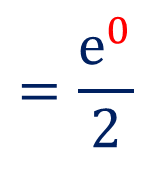 = e⁰/2